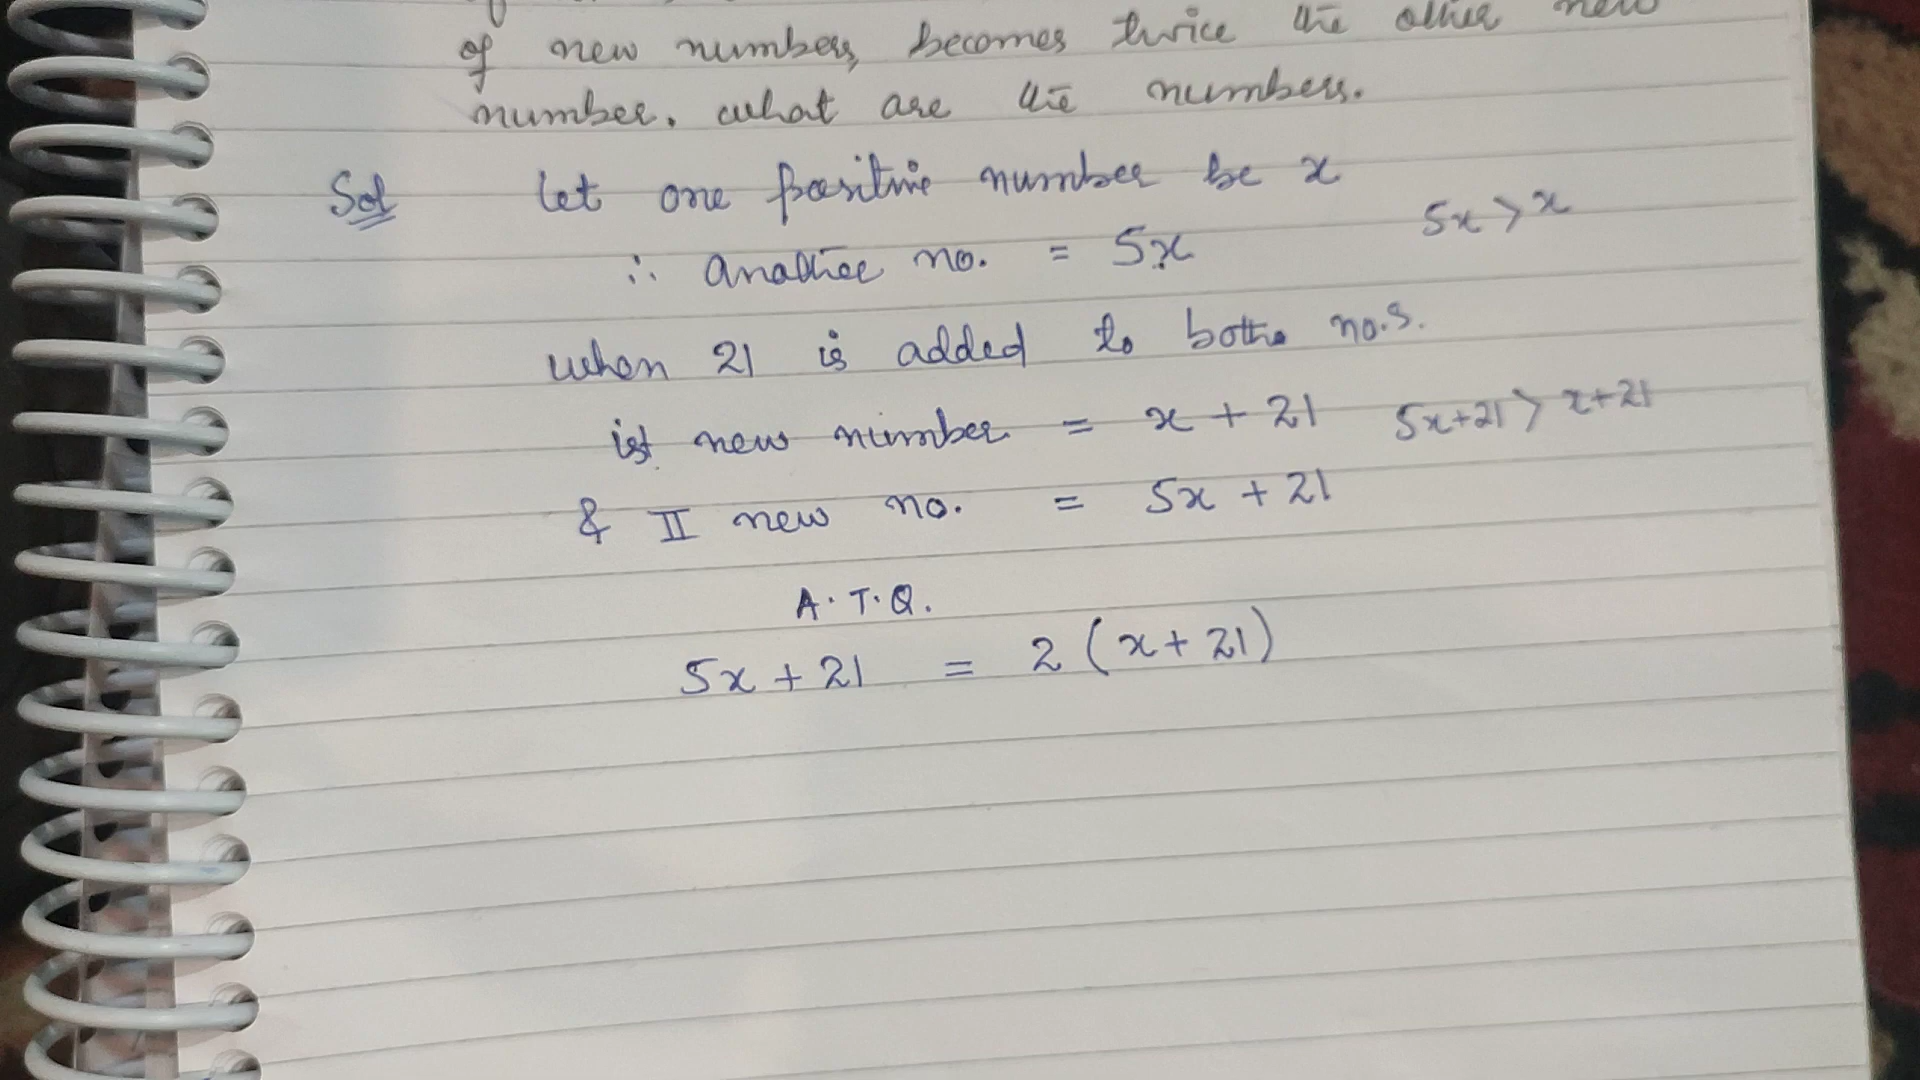 of new numbers, becomes twice the other new
number. what are the numbers.
Sol Let one positive number be x
∴ another no. = 5x 5x > x
when 21 is added to both no.s.
ist new number = x + 21 5x+21 > x+21
& II new no. = 5x + 21
A.T.Q.
5x + 21 = 2 (x + 21)